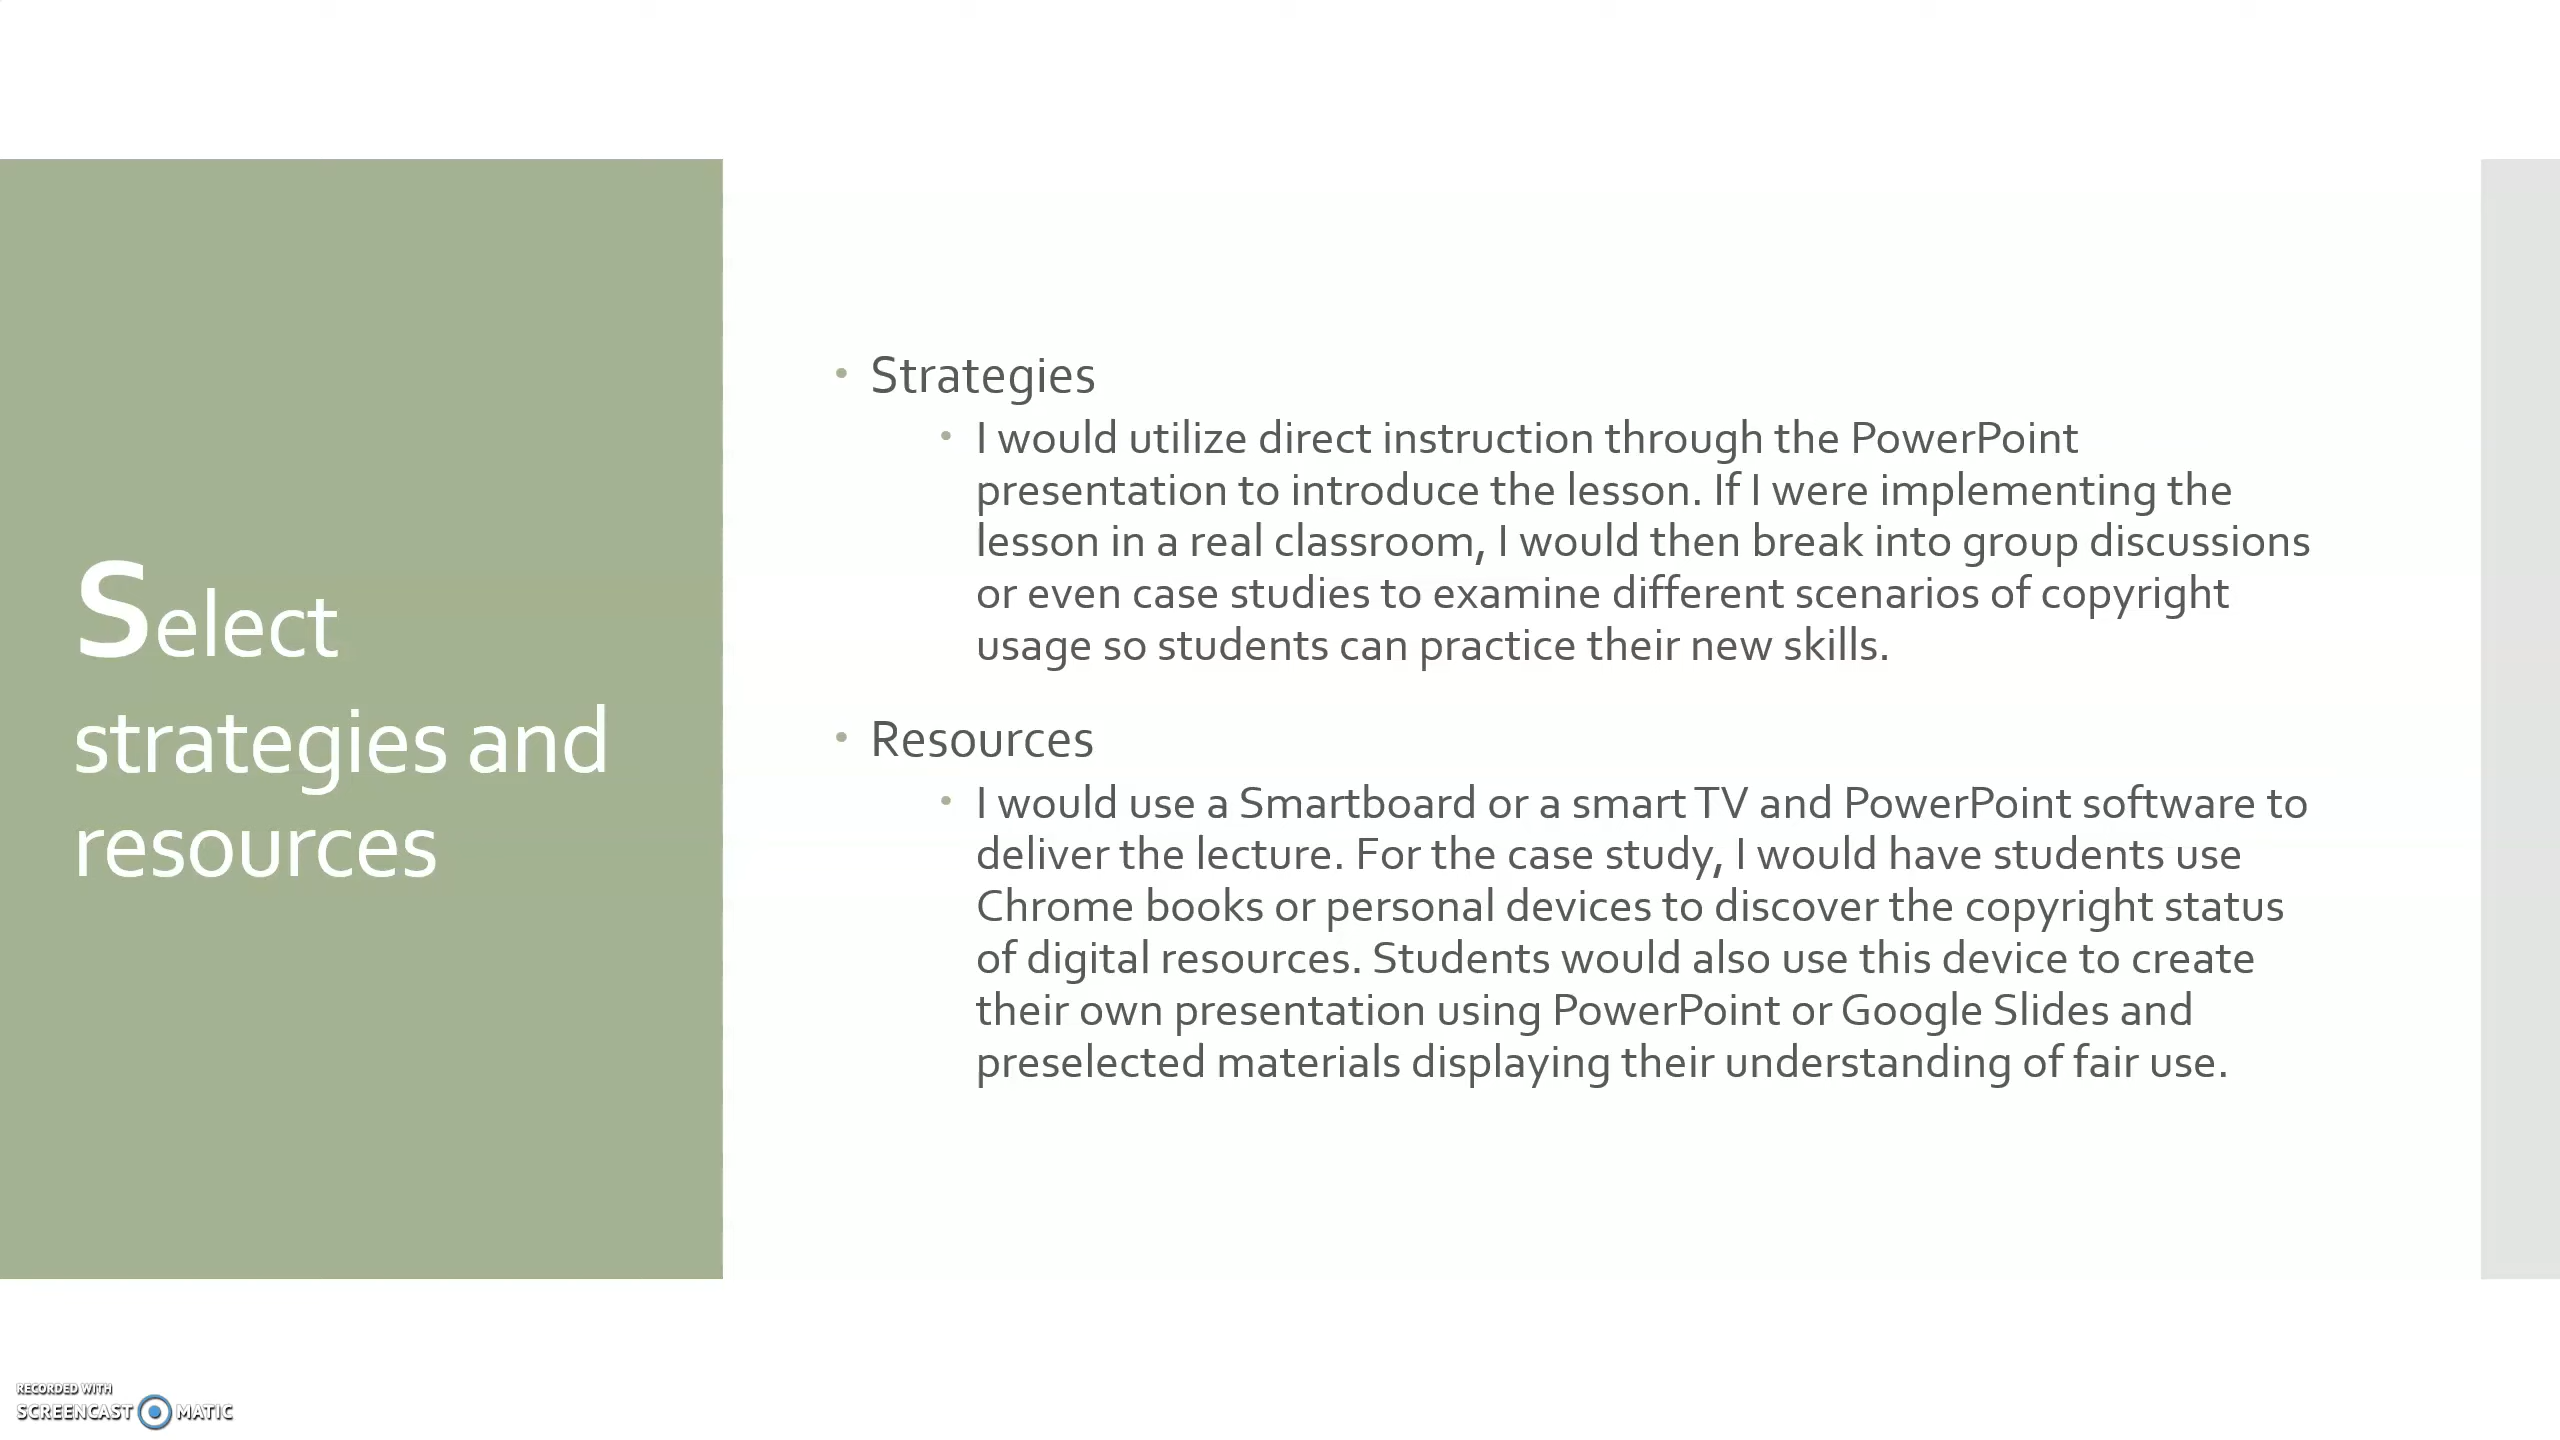 Select
strategies and
resources
• Strategies
• I would utilize direct instruction through the PowerPoint
presentation to introduce the lesson. If I were implementing the
lesson in a real classroom, I would then break into group discussions
or even case studies to examine different scenarios of copyright
usage so students can practice their new skills.
• Resources
• I would use a Smartboard or a smart TV and PowerPoint software to
deliver the lecture. For the case study, I would have students use
Chrome books or personal devices to discover the copyright status
of digital resources. Students would also use this device to create
their own presentation using PowerPoint or Google Slides and
preselected materials displaying their understanding of fair use.
RECORDED WITH
SCREENCAST MATIC